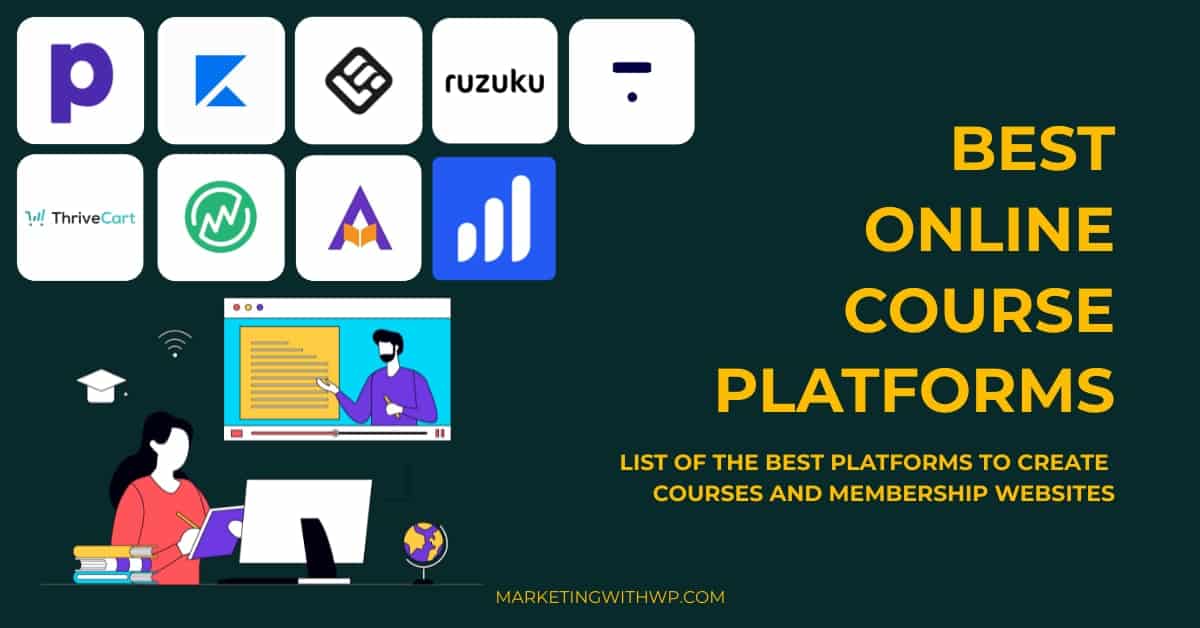 ruzuku
ThriveCart
BEST
ONLINE
COURSE
PLATFORMS
LIST OF THE BEST PLATFORMS TO CREATE
COURSES AND MEMBERSHIP WEBSITES
MARKETINGWITHWP.COM